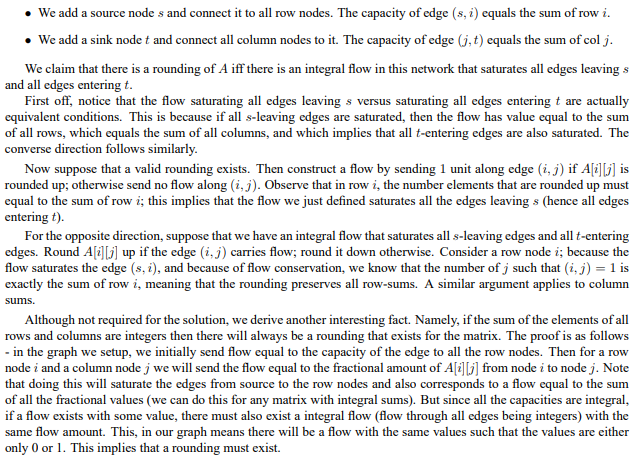 • We add a source node s and connect it to all row nodes. The capacity of edge (s, i) equals the sum of row i.
• We add a sink node t and connect all column nodes to it. The capacity of edge (j, t) equals the sum of col j.
We claim that there is a rounding of A iff there is an integral flow in this network that saturates all edges leaving s
and all edges entering t.
First off, notice that the flow saturating all edges leaving s versus saturating all edges entering t are actually
equivalent conditions. This is because if all s-leaving edges are saturated, then the flow has value equal to the sum
of all rows, which equals the sum of all columns, and which implies that all t-entering edges are also saturated. The
converse direction follows similarly.
Now suppose that a valid rounding exists. Then construct a flow by sending 1 unit along edge (i, j) if A[i][j] is
rounded up; otherwise send no flow along (i, j). Observe that in row i, the number elements that are rounded up must
equal to the sum of row i; this implies that the flow we just defined saturates all the edges leaving s (hence all edges
entering t).
For the opposite direction, suppose that we have an integral flow that saturates all s-leaving edges and all t-entering
edges. Round A[i][j] up if the edge (i, j) carries flow; round it down otherwise. Consider a row node i; because the
flow saturates the edge (s, i), and because of flow conservation, we know that the number of j such that (i, j) = 1 is
exactly the sum of row i, meaning that the rounding preserves all row-sums. A similar argument applies to column
sums.
Although not required for the solution, we derive another interesting fact. Namely, if the sum of the elements of all
rows and columns are integers then there will always be a rounding that exists for the matrix. The proof is as follows
- in the graph we setup, we initially send flow equal to the capacity of the edge to all the row nodes. Then for a row
node i and a column node j we will send the flow equal to the fractional amount of A[i][j] from node i to node j. Note
that doing this will saturate the edges from source to the row nodes and also corresponds to a flow equal to the sum
of all the fractional values (we can do this for any matrix with integral sums). But since all the capacities are integral,
if a flow exists with some value, there must also exist a integral flow (flow through all edges being integers) with the
same flow amount. This, in our graph means there will be a flow with the same values such that the values are either
only 0 or 1. This implies that a rounding must exist.